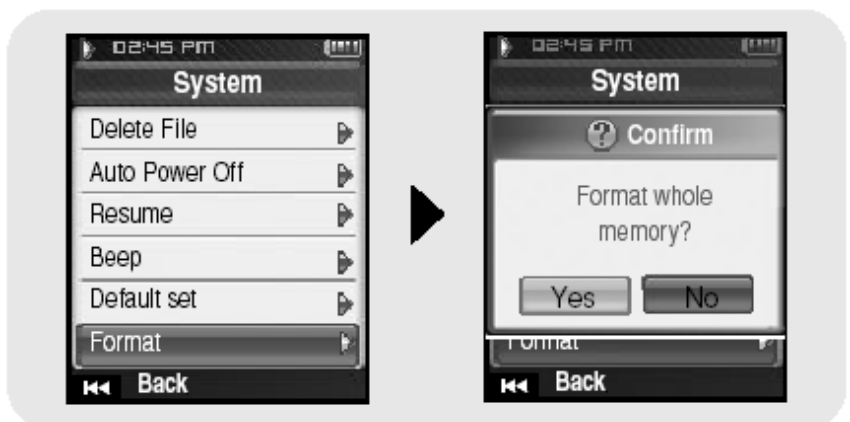 02:45 PM
System
Delete File
Auto Power Off
Resume
Beep
Default set
Format
Back
02:45 PM
System
Confirm
Format whole
memory?
Yes
No
Format
Back